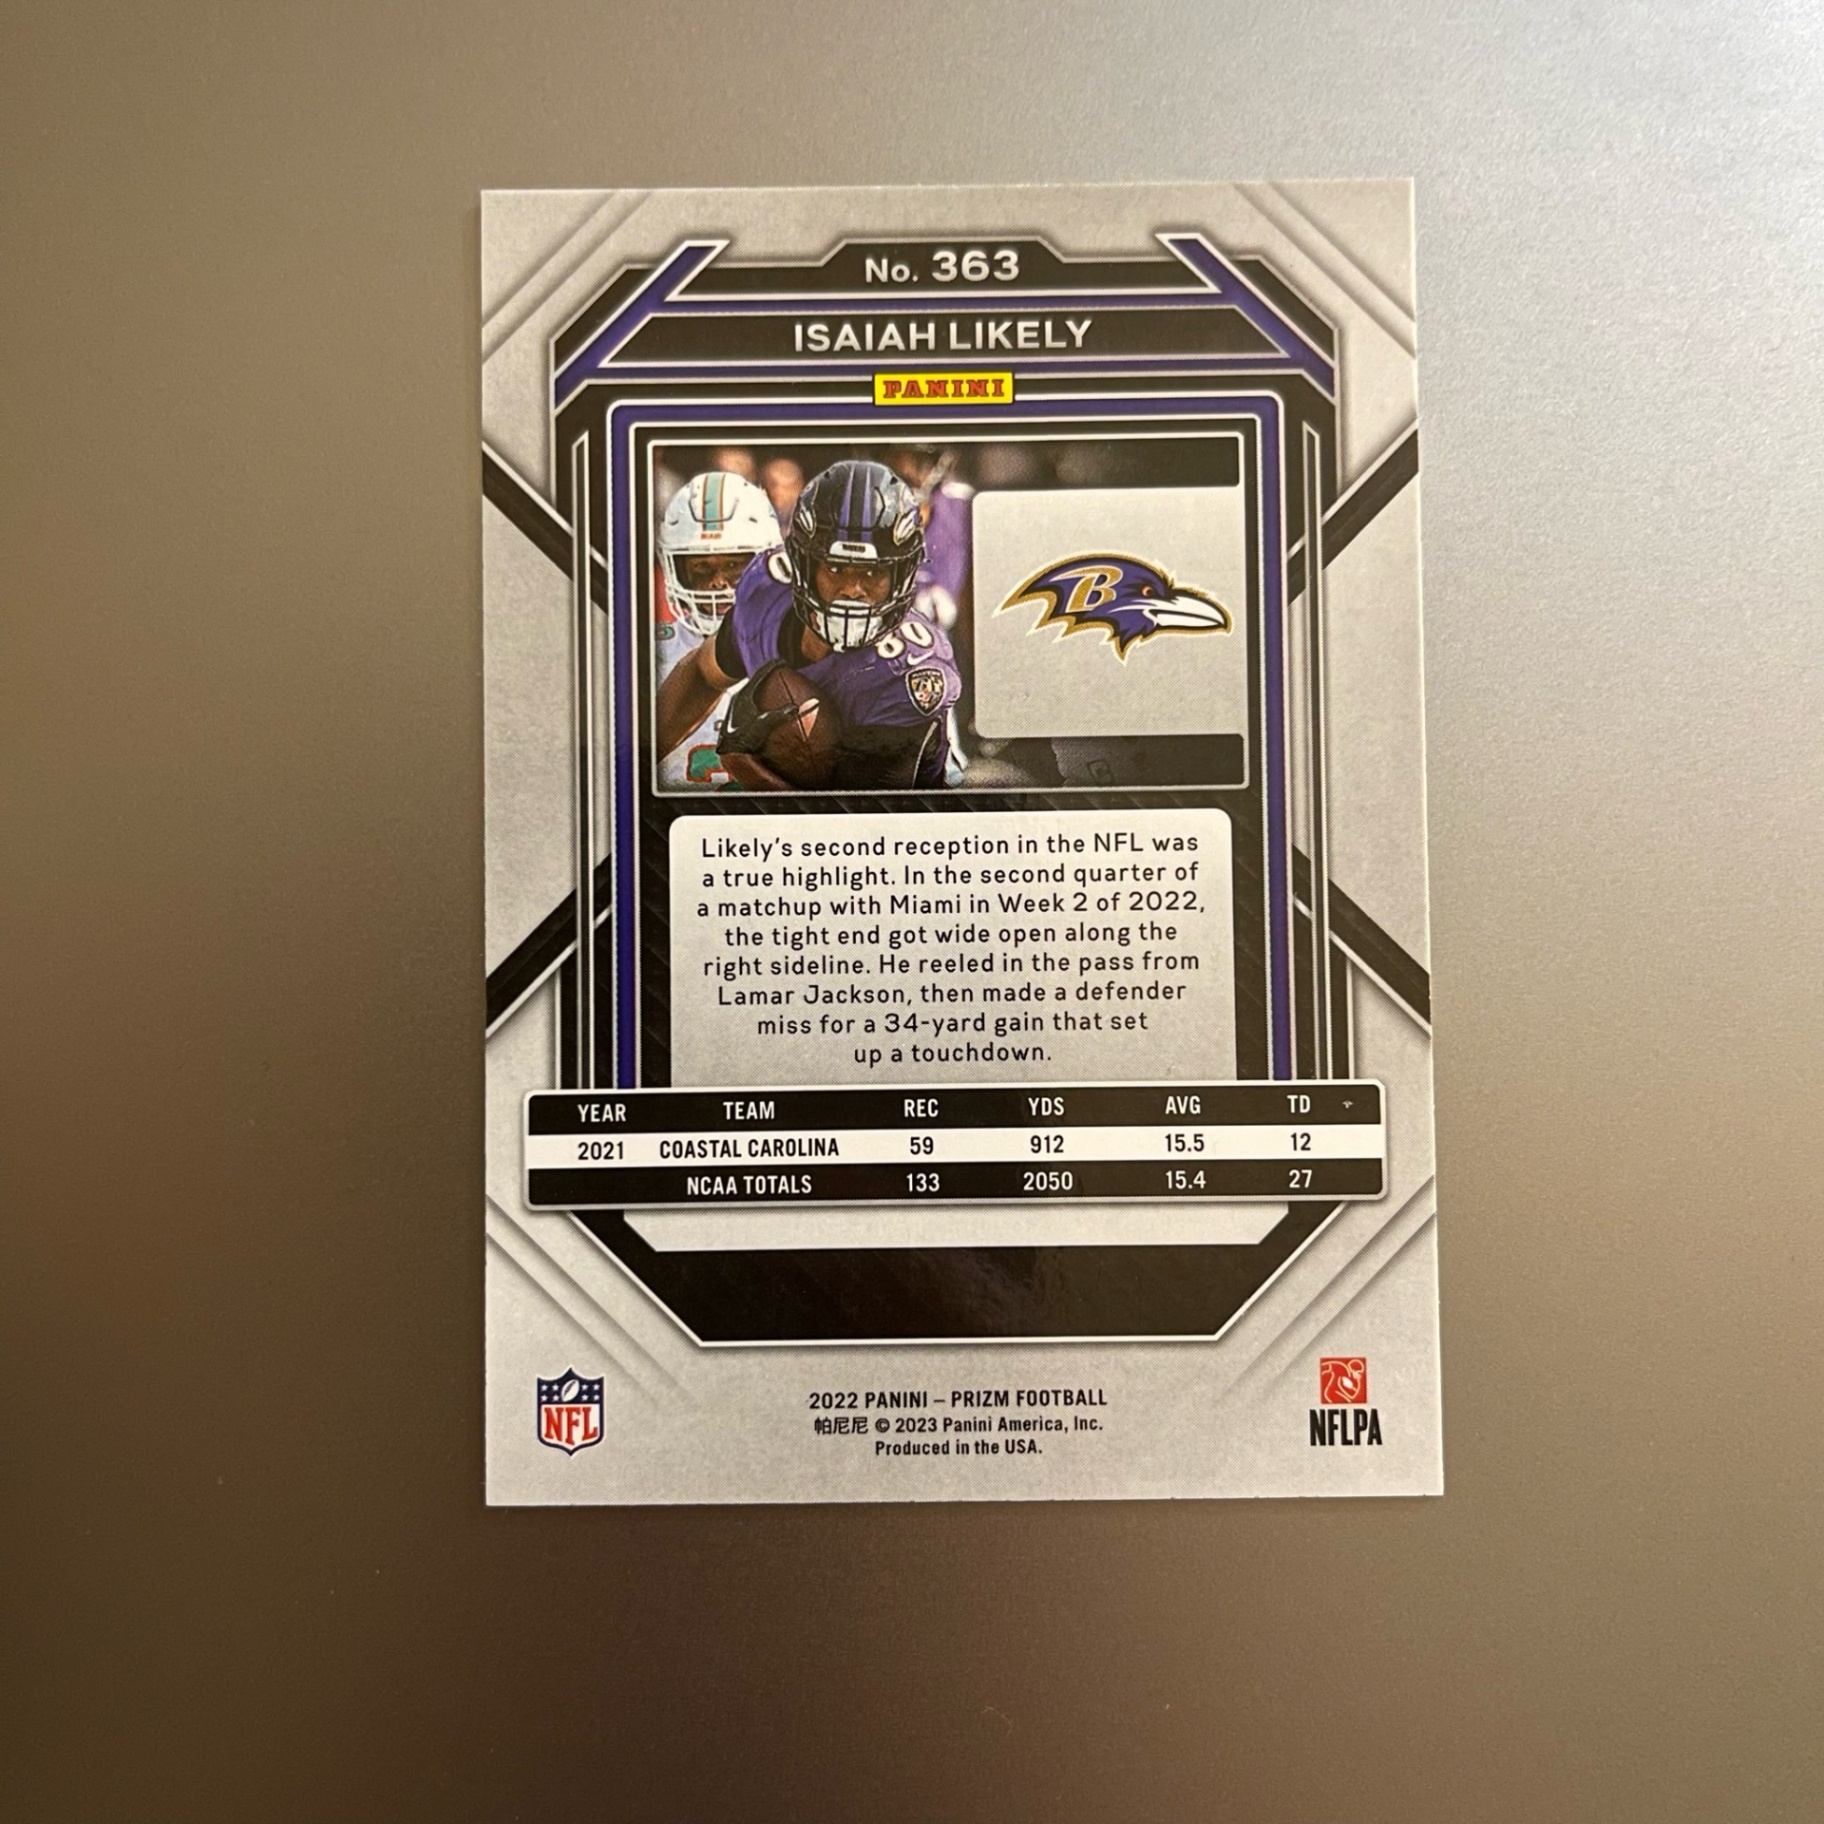 No. 363
ISAIAH LIKELY
PANINI
MIAMI
80
B
Likely's second reception in the NFL was
a true highlight. In the second quarter of
a matchup with Miami in Week 2 of 2022,
the tight end got wide open along the
right sideline. He reeled in the pass from
Lamar Jackson, then made a defender
miss for a 34-yard gain that set
up a touchdown.
YEAR TEAM REC YDS AVG TD
2021 COASTAL CAROLINA 59 912 15.5 12
NCAA TOTALS 133 2050 15.4 27
NFL
2022 PANINI – PRIZM FOOTBALL
帕尼尼 © 2023 Panini America, Inc.
Produced in the USA.
NFLPA